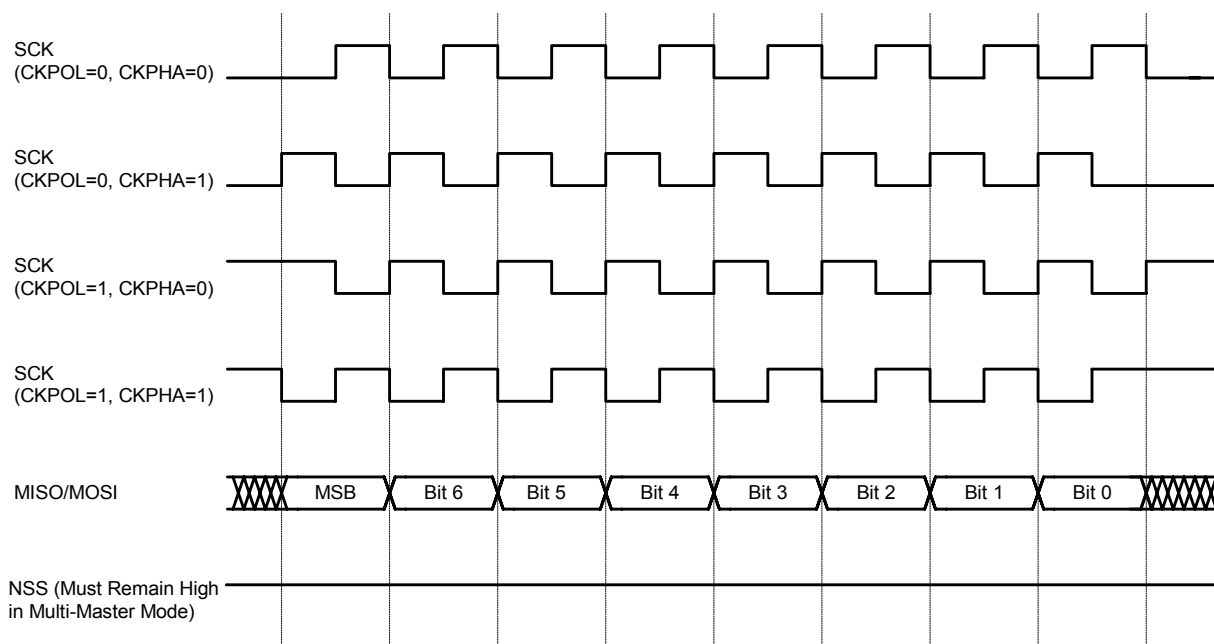 SCK
(CKPOL=0, CKPHA=0)
SCK
(CKPOL=0, CKPHA=1)
SCK
(CKPOL=1, CKPHA=0)
SCK
(CKPOL=1, CKPHA=1)
MISO/MOSI MSB Bit 6 Bit 5 Bit 4 Bit 3 Bit 2 Bit 1 Bit 0
NSS (Must Remain High
in Multi-Master Mode)